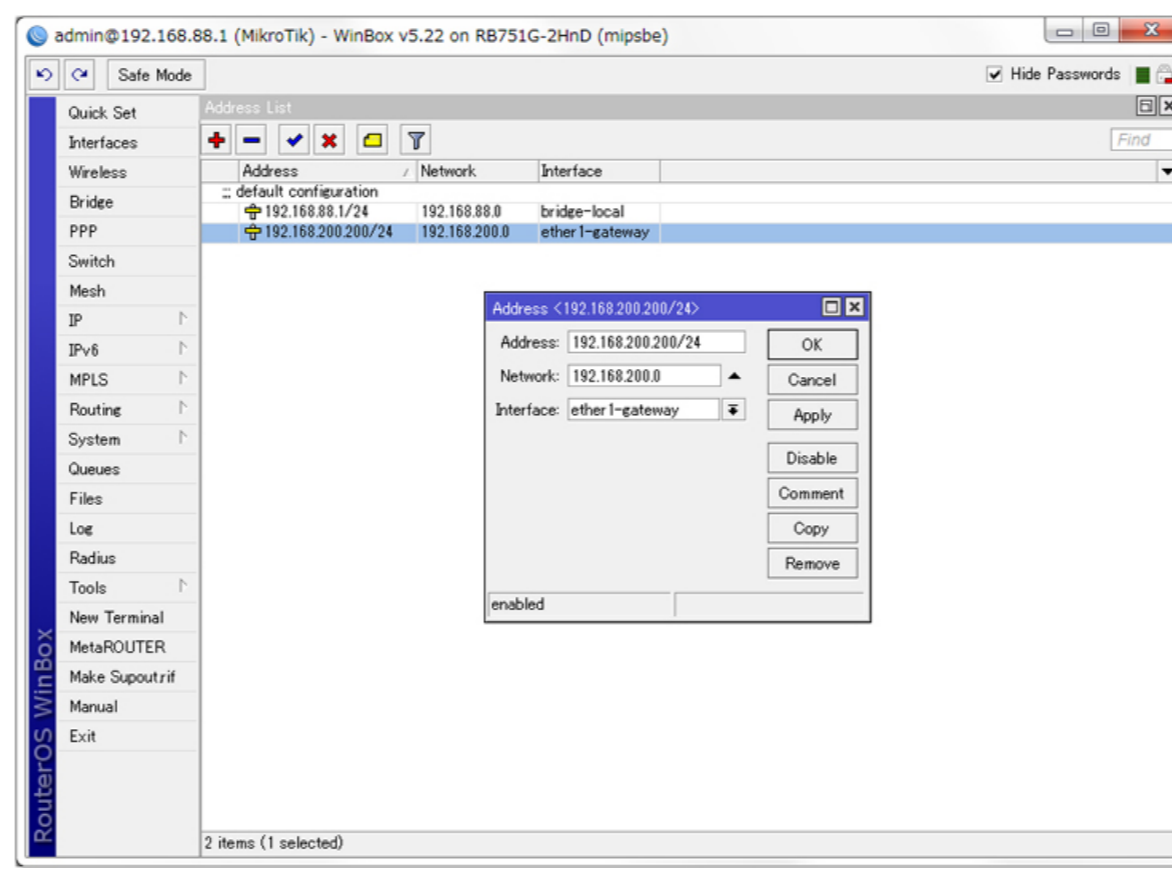 admin@192.168.88.1 (MikroTik) - WinBox v5.22 on RB751G-2HnD (mipsbe)
Safe Mode
Hide Passwords
Quick Set
Interfaces
Wireless
Bridge
PPP
Switch
Mesh
IP
IPv6
MPLS
Routing
System
Queues
Files
Log
Radius
Tools
New Terminal
MetaROUTER
Make Supout.rif
Manual
Exit
RouterOS WinBox
Address List
Find
Address / Network Interface
;;; default configuration
192.168.88.1/24 192.168.88.0 bridge-local
192.168.200.200/24 192.168.200.0 ether1-gateway
Address <192.168.200.200/24>
Address: 192.168.200.200/24
Network: 192.168.200.0
Interface: ether1-gateway
OK
Cancel
Apply
Disable
Comment
Copy
Remove
enabled
2 items (1 selected)